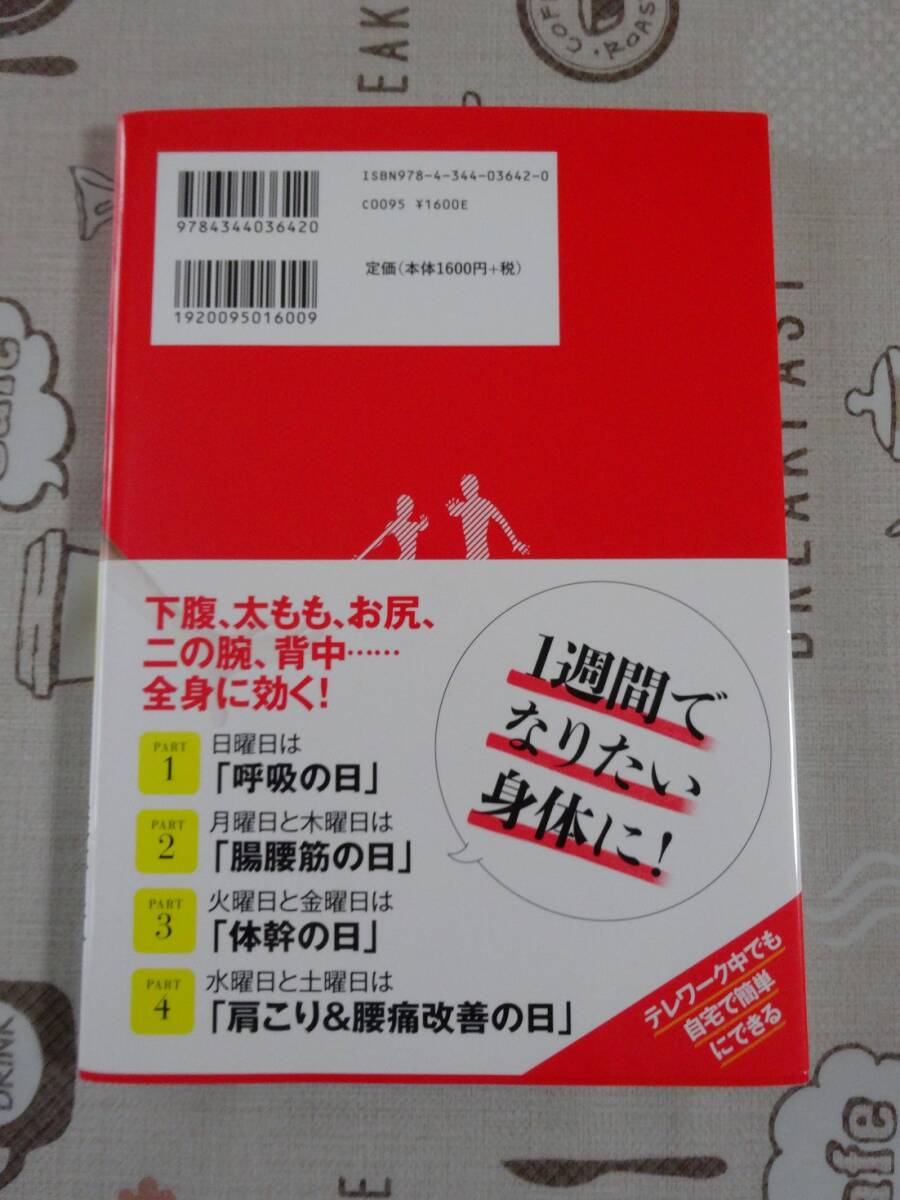 ISBN978-4-344-03642-0
C0095 ¥1600E
9784344036420
定価(本体1600円+税)
1920095016009
下腹、太もも、お尻、
二の腕、背中……
全身に効く!
1週間で
なりたい
身体に!
PART
1
日曜日は
「呼吸の日」
PART
2
月曜日と木曜日は
「腸腰筋の日」
PART
3
火曜日と金曜日は
「体幹の日」
PART
4
水曜日と土曜日は
「肩こり&腰痛改善の日」
テレワーク中でも
自宅で簡単
にできる
BREAKFAST
DRINK